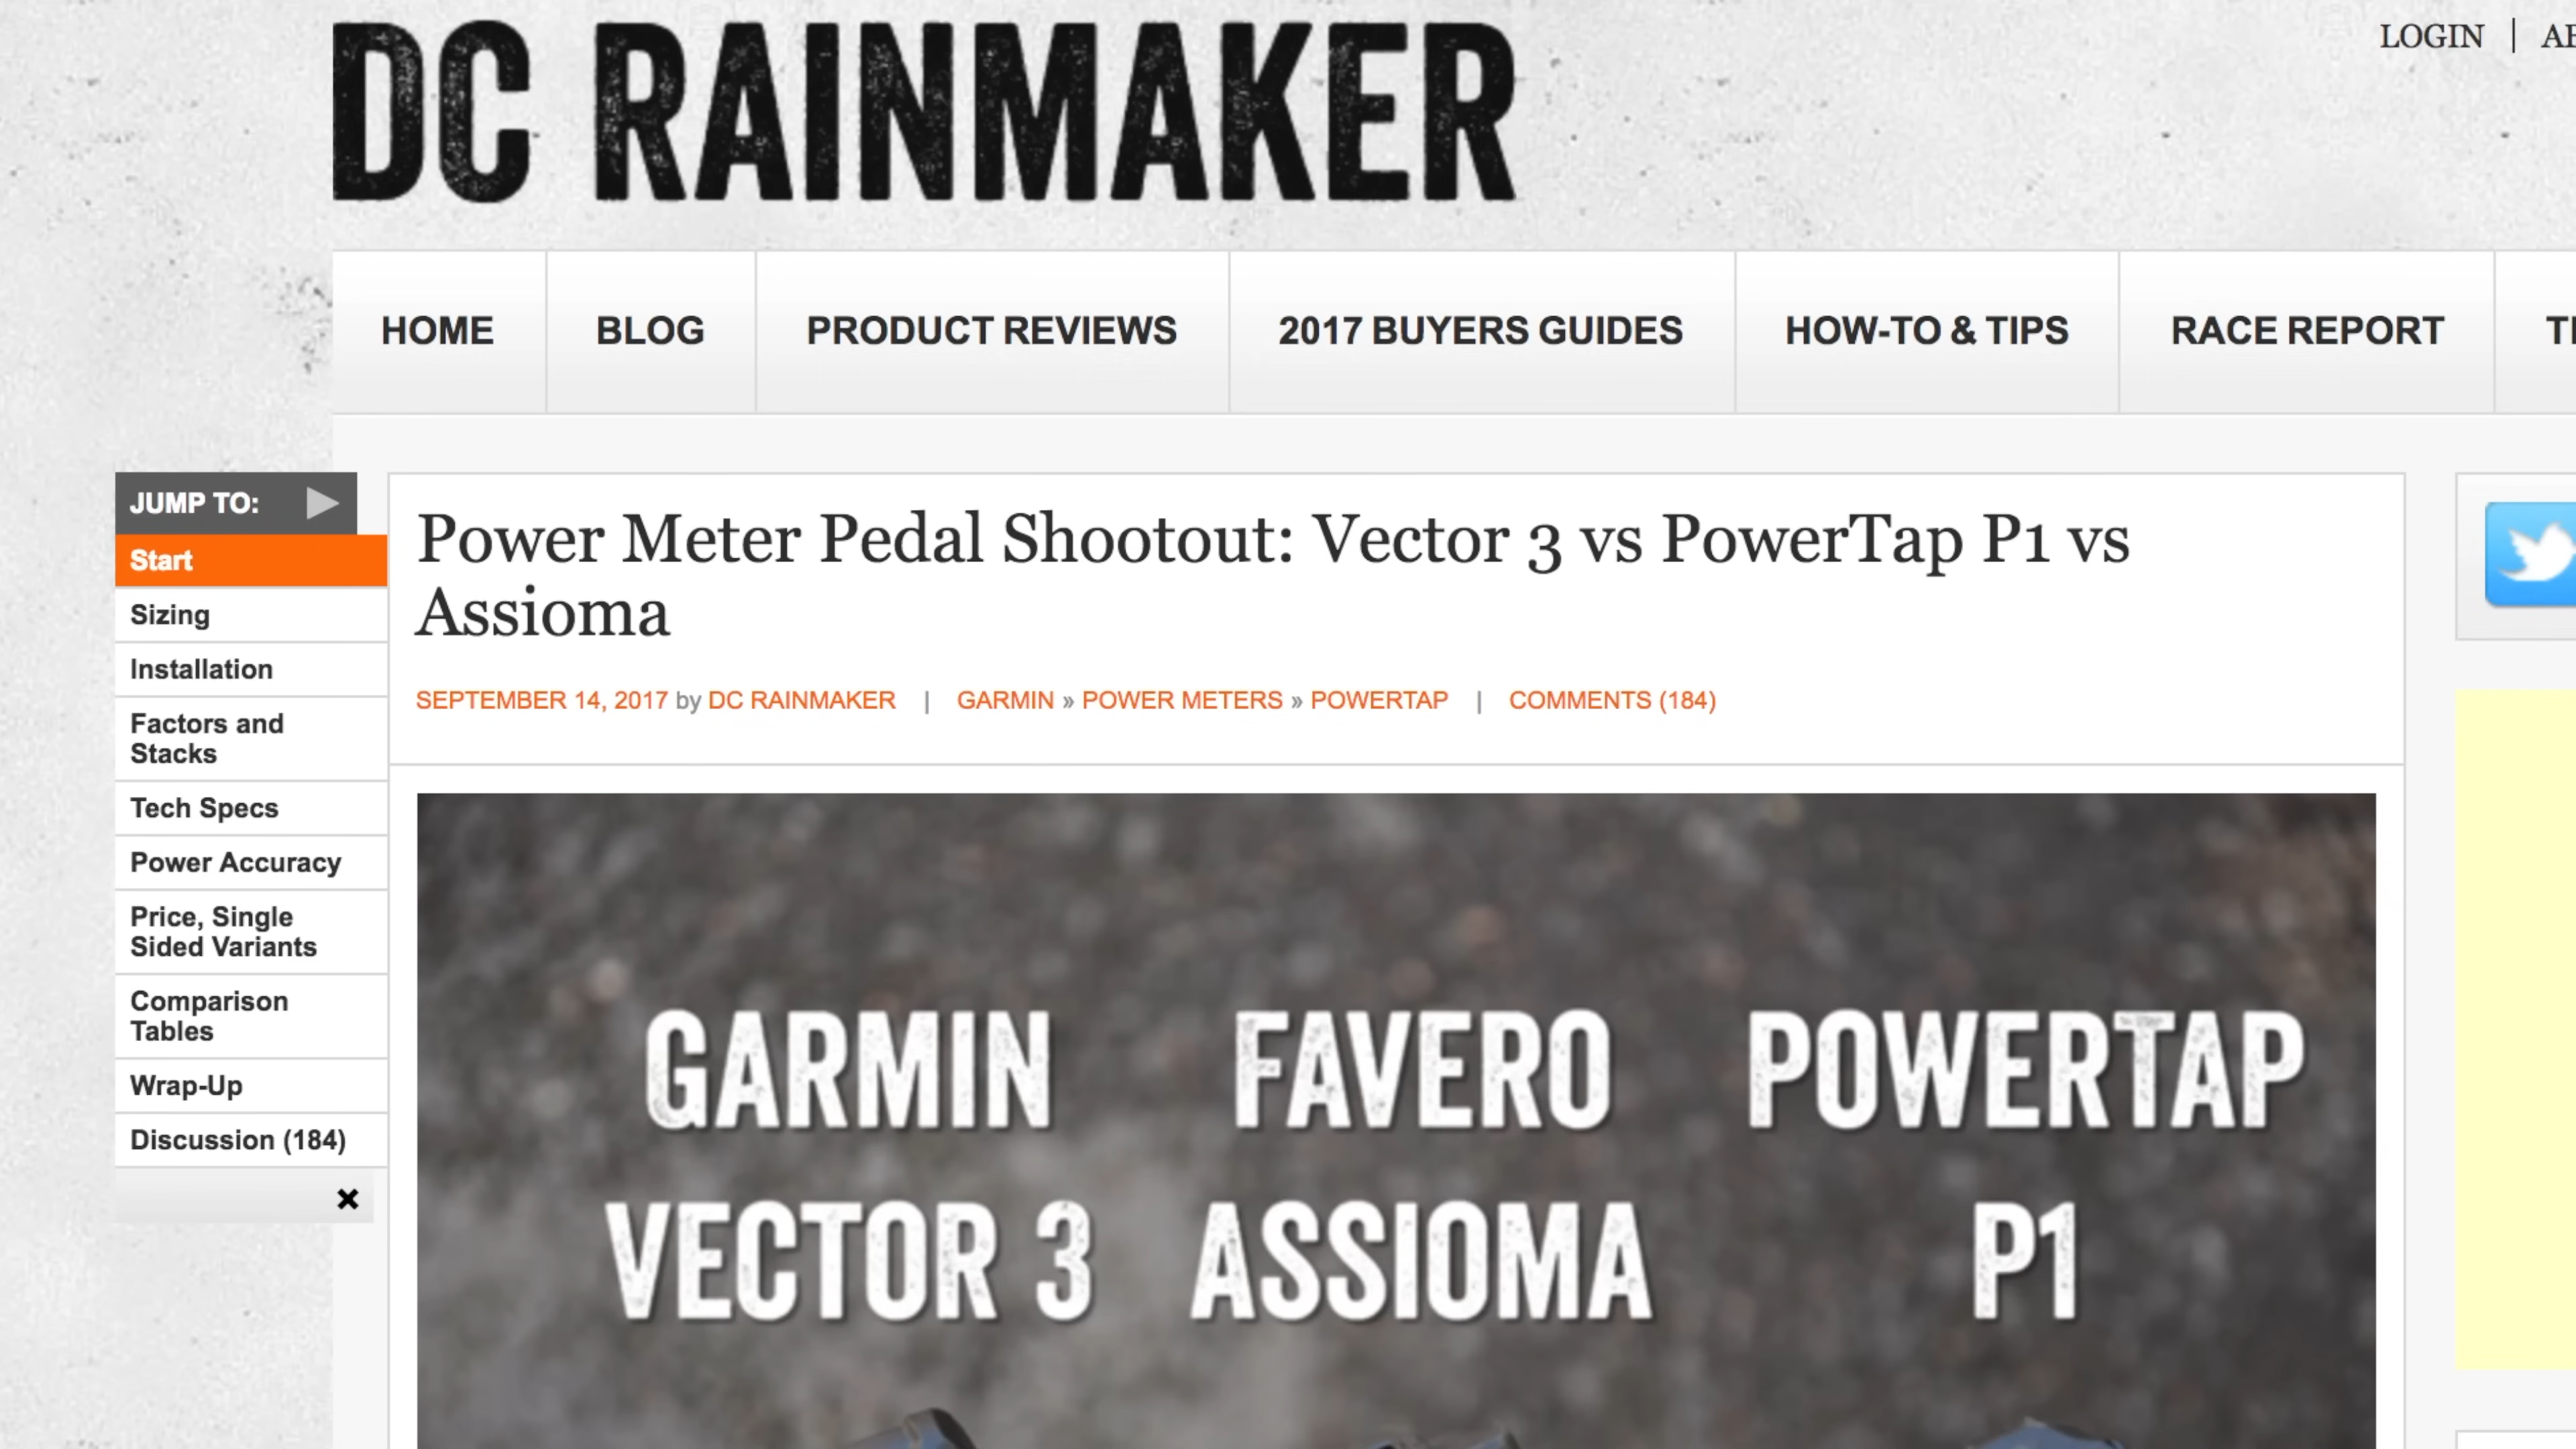 DC RAINMAKER
LOGIN |
HOME
BLOG
PRODUCT REVIEWS
2017 BUYERS GUIDES
HOW-TO & TIPS
RACE REPORT
JUMP TO:
Start
Sizing
Installation
Factors and
Stacks
Tech Specs
Power Accuracy
Price, Single
Sided Variants
Comparison
Tables
Wrap-Up
Discussion (184)
Power Meter Pedal Shootout: Vector 3 vs PowerTap P1 vs
Assioma
SEPTEMBER 14, 2017 by DC RAINMAKER | GARMIN » POWER METERS » POWERTAP | COMMENTS (184)
GARMIN
VECTOR 3
FAVERO
ASSIOMA
POWERTAP
P1